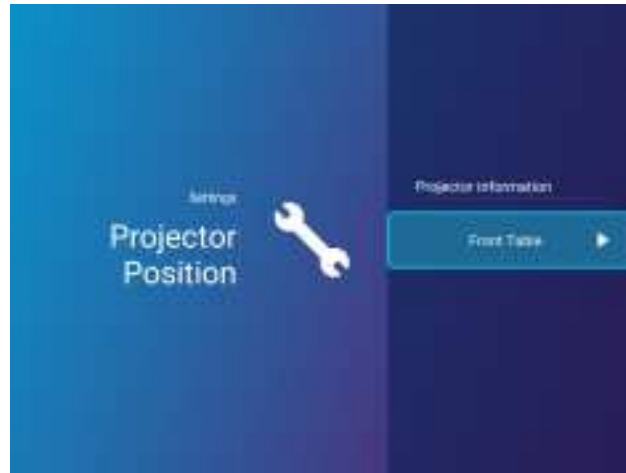 Settings
Projector
Position
Projector Information
Front Table